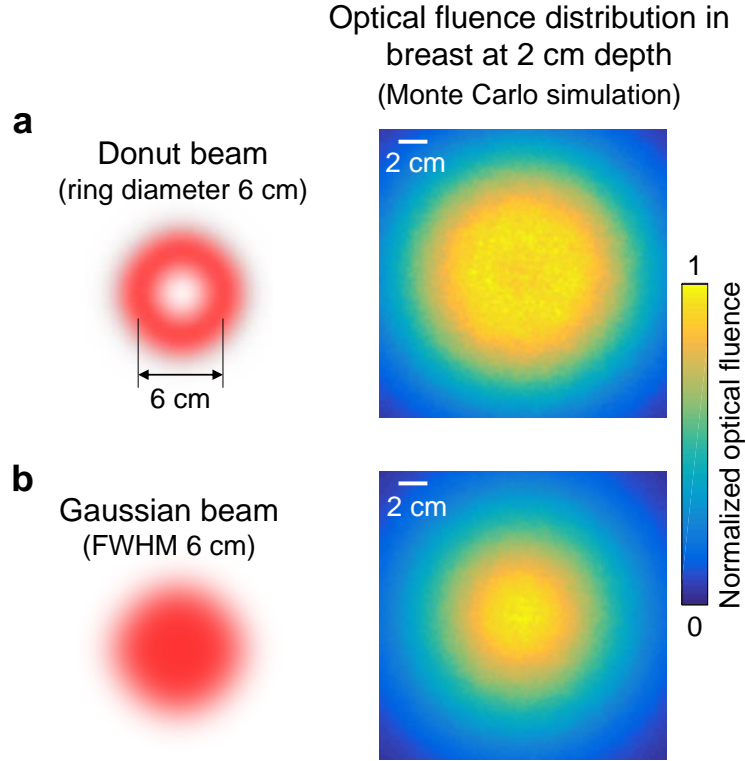 Optical fluence distribution in
breast at 2 cm depth
(Monte Carlo simulation)
a
Donut beam
(ring diameter 6 cm)
6 cm
2 cm
b
Gaussian beam
(FWHM 6 cm)
2 cm
1
Normalized optical fluence
0